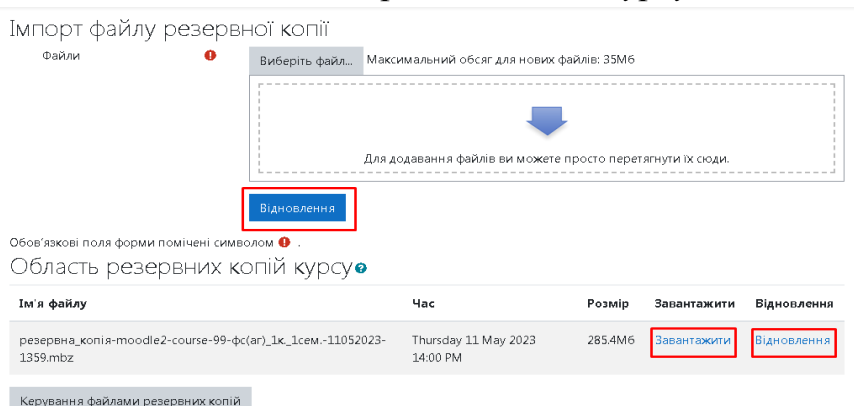 Імпорт файлу резервної копії
Файли
Виберіть файл... Максимальний обсяг для нових файлів: 35Мб
Для додавання файлів ви можете просто перетягнути їх сюди.
Відновлення
Обов'язкові поля форми помічені символом ! .
Область резервних копій курсу
Ім'я файлу Час Розмір Завантажити Відновлення
резервна_копія-moodle2-course-99-фс(аг)_1к._1сем.-11052023- Thursday 11 May 2023 285.4Мб Завантажити Відновлення
1359.mbz 14:00 PM
Керування файлами резервних копій